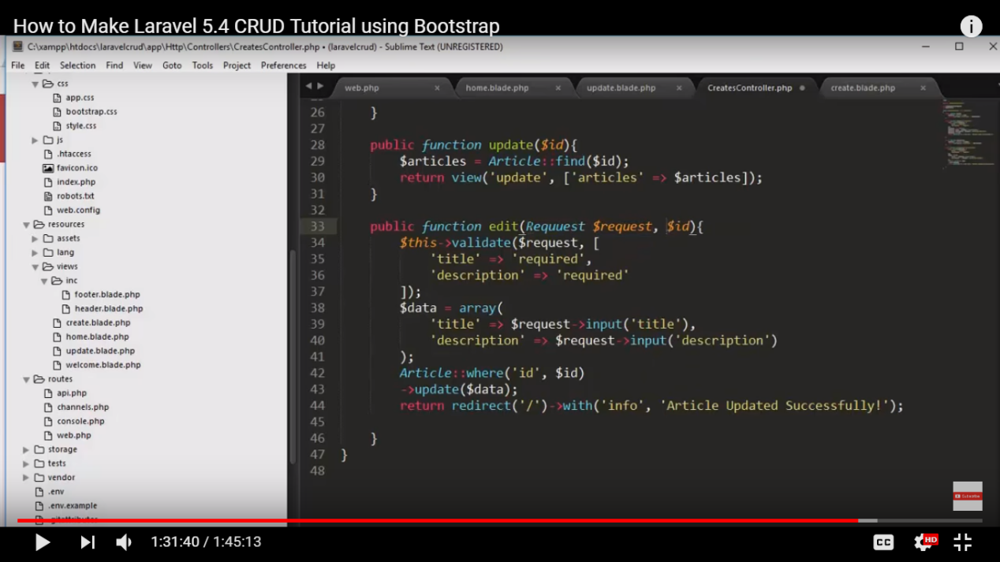 How to Make Laravel 5.4 CRUD Tutorial using Bootstrap
C:\xampp\htdocs\laravelcrud\app\Http\Controllers\CreatesController.php • (laravelcrud) - Sublime Text (UNREGISTERED)
File Edit Selection Find View Goto Tools Project Preferences Help
css
app.css
bootstrap.css
style.css
js
.htaccess
favicon.ico
index.php
robots.txt
web.config
resources
assets
lang
views
inc
footer.blade.php
header.blade.php
create.blade.php
home.blade.php
update.blade.php
welcome.blade.php
routes
api.php
channels.php
console.php
web.php
storage
tests
vendor
.env
.env.example
.gitattributes
web.php home.blade.php update.blade.php CreatesController.php create.blade.php
26 }
27
28 public function update($id){
29 $articles = Article::find($id);
30 return view('update', ['articles' => $articles]);
31 }
32
33 public function edit(Requuest $request, $id){
34 $this->validate($request, [
35 'title' => 'required',
36 'description' => 'required'
37 ]);
38 $data = array(
39 'title' => $request->input('title'),
40 'description' => $request->input('description')
41 );
42 Article::where('id', $id)
43 ->update($data);
44 return redirect('/')->with('info', 'Article Updated Successfully!');
45
46 }
47 }
48
Subscribe
1:31:40 / 1:45:13
CC HD